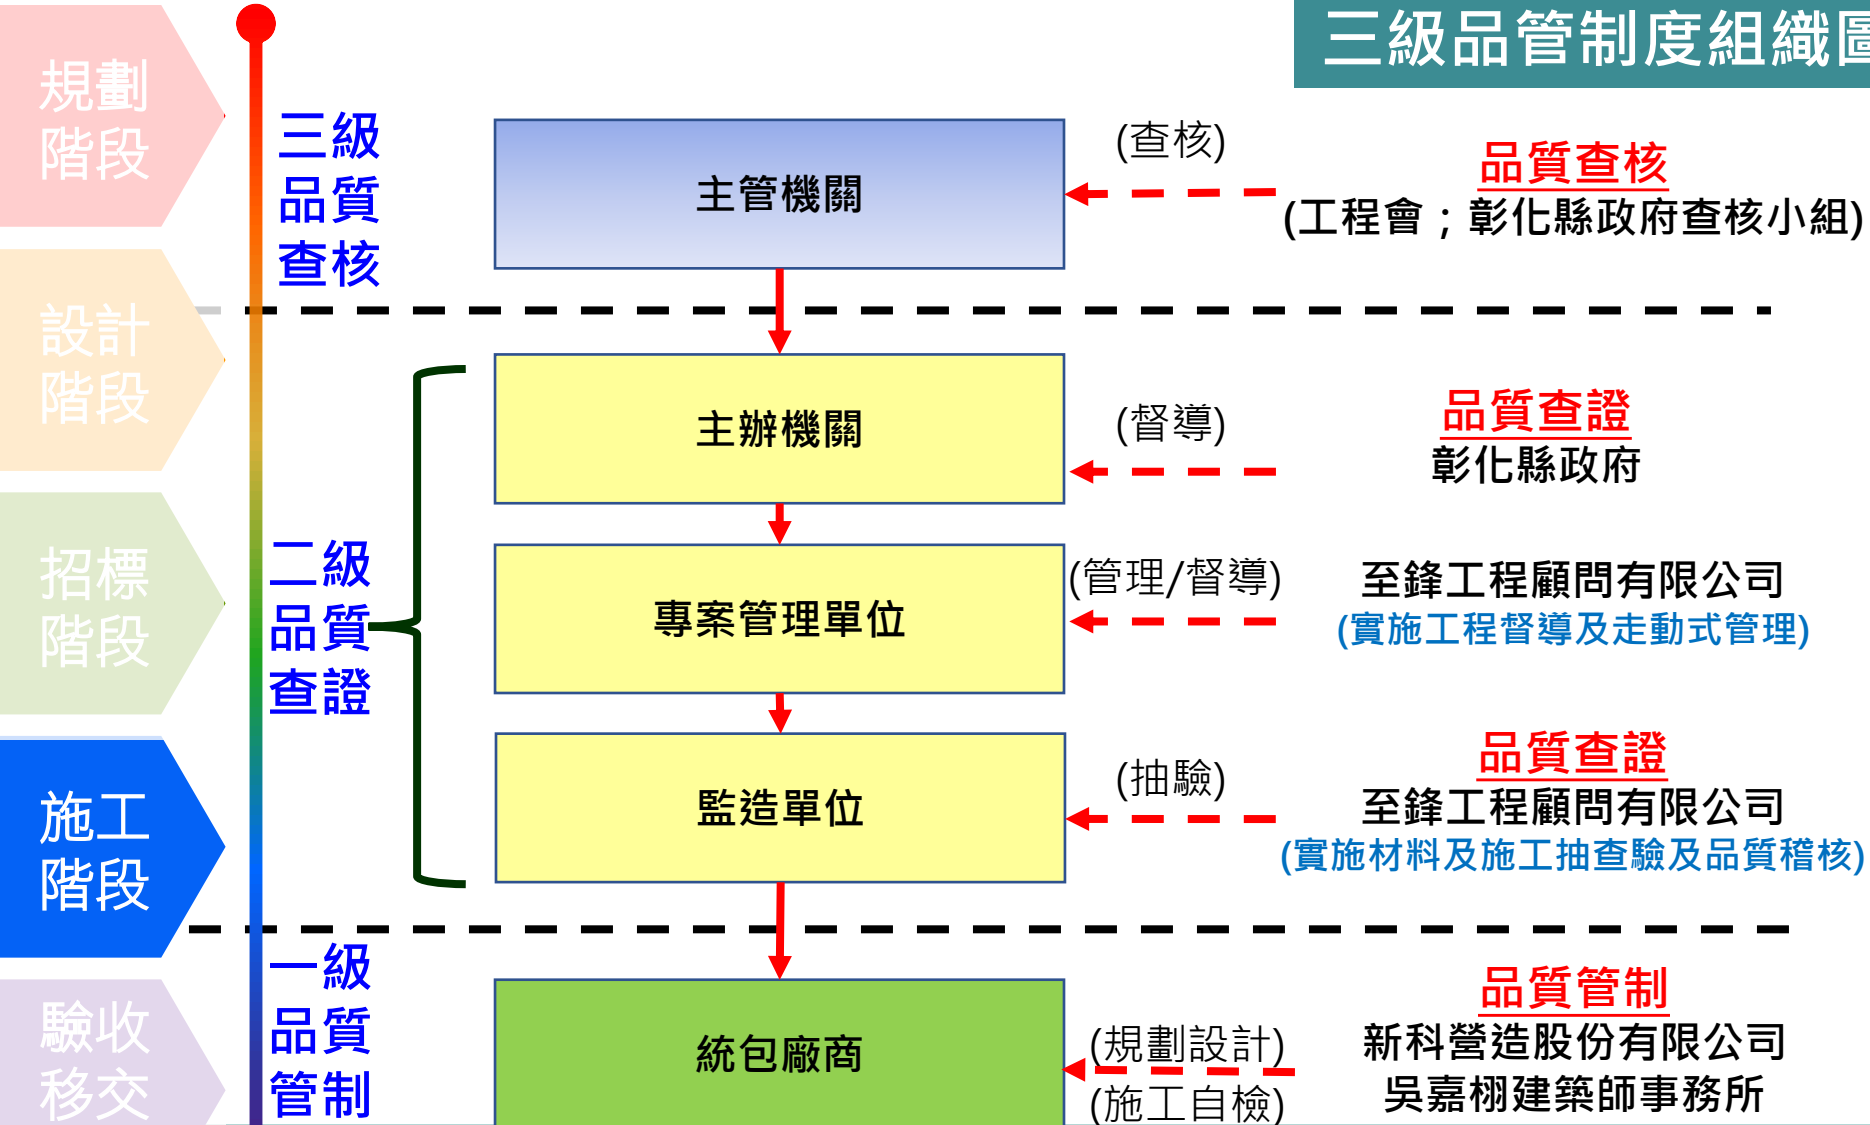 三級品管制度組織圖
規劃
階段
設計
階段
招標
階段
施工
階段
驗收
移交
三級
品質
查核
主管機關
(查核)
品質查核
(工程會；彰化縣政府查核小組)
二級
品質
查證
主辦機關
(督導)
品質查證
彰化縣政府
專案管理單位
(管理/督導)
至鋒工程顧問有限公司
(實施工程督導及走動式管理)
監造單位
(抽驗)
品質查證
至鋒工程顧問有限公司
(實施材料及施工抽查驗及品質稽核)
一級
品質
管制
統包廠商
(規劃設計)
(施工自檢)
品質管制
新科營造股份有限公司
吳嘉栩建築師事務所